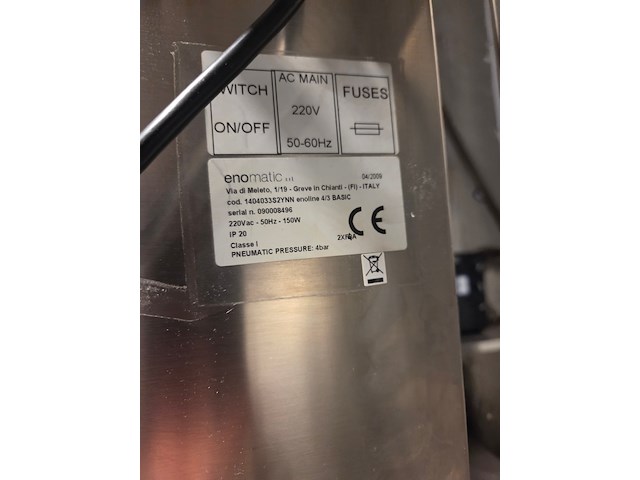 WITCH
ON/OFF
AC MAIN
220V
50-60Hz
FUSES
enomatic srl
04/2009
Via di Meleto, 1/19 - Greve in Chianti - (FI) - ITALY
cod. 1404033S2YNN enoline 4/3 BASIC
serial n. 090008496
220Vac - 50Hz - 150W
IP 20
Classe I
PNEUMATIC PRESSURE: 4bar
CE